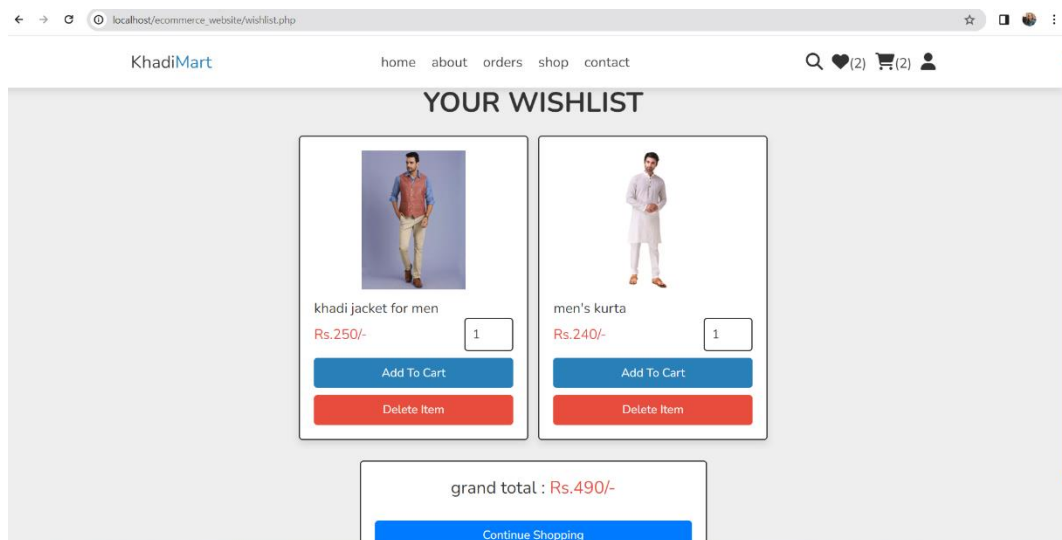 localhost/ecommerce_website/wishlist.php
KhadiMart home about orders shop contact (2) (2)
YOUR WISHLIST
khadi jacket for men
Rs.250/- 1
Add To Cart
Delete Item
men's kurta
Rs.240/- 1
Add To Cart
Delete Item
grand total : Rs.490/-
Continue Shopping